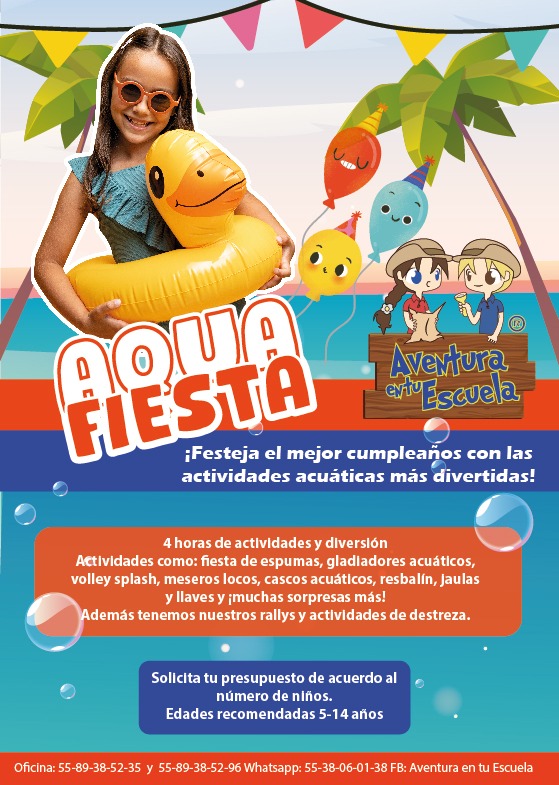 AQUA
FIESTA
Aventura
en tu
Escuela
¡Festeja el mejor cumpleaños con las
actividades acuáticas más divertidas!
4 horas de actividades y diversión
Actividades como: fiesta de espumas, gladiadores acuáticos,
volley splash, meseros locos, cascos acuáticos, resbalín, jaulas
y llaves y ¡muchas sorpresas más!
Además tenemos nuestros rallys y actividades de destreza.
Solicita tu presupuesto de acuerdo al
número de niños.
Edades recomendadas 5-14 años
Oficina: 55-89-38-52-35 y 55-89-38-52-96 Whatsapp: 55-38-06-01-38 FB: Aventura en tu Escuela